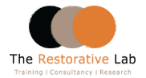 The Restorative Lab
Training | Consultancy | Research